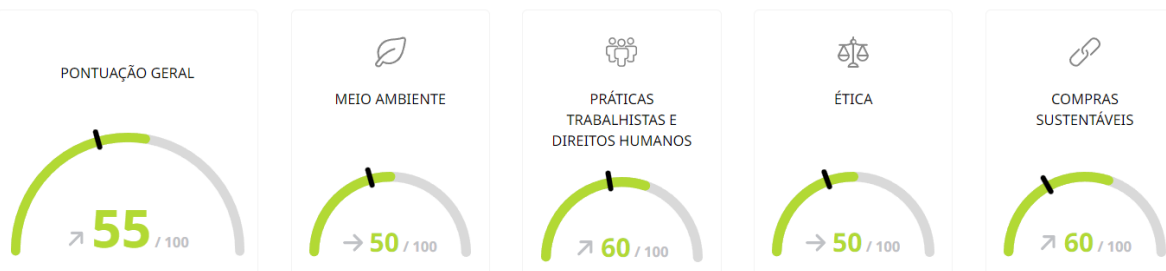 PONTUAÇÃO GERAL
55 / 100
MEIO AMBIENTE
50 / 100
PRÁTICAS
TRABALHISTAS E
DIREITOS HUMANOS
60 / 100
ÉTICA
50 / 100
COMPRAS
SUSTENTÁVEIS
60 / 100